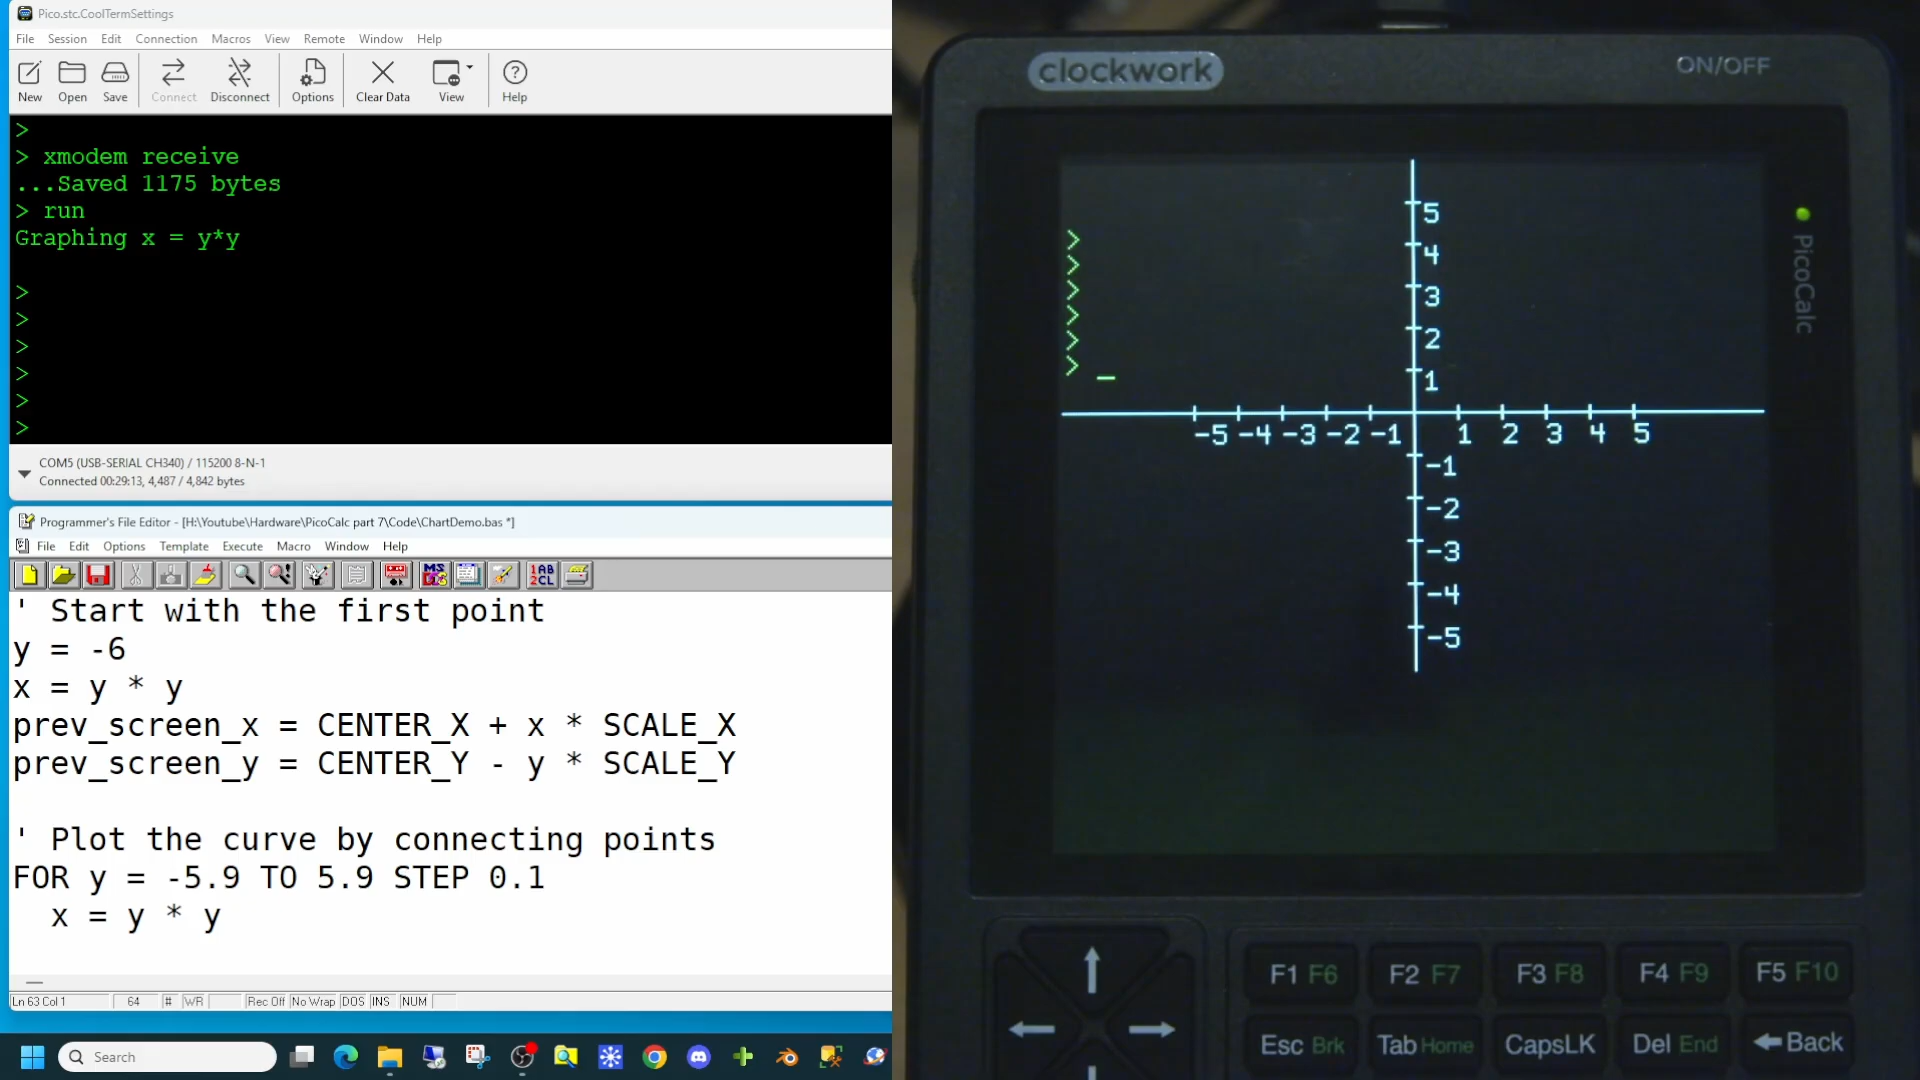 Pico.stc.CoolTermSettings
File Session Edit Connection Macros View Remote Window Help
New Open Save Connect Disconnect Options Clear Data View Help
>
> xmodem receive
...Saved 1175 bytes
> run
Graphing x = y*y
>
>
>
>
>
>
COM5 (USB-SERIAL CH340) / 115200 8-N-1
Connected 00:29:13, 4,487 / 4,842 bytes
Programmer's File Editor - [H:\Youtube\Hardware\PicoCalc part 7\Code\ChartDemo.bas *]
File Edit Options Template Execute Macro Window Help
' Start with the first point
y = -6
x = y * y
prev_screen_x = CENTER_X + x * SCALE_X
prev_screen_y = CENTER_Y - y * SCALE_Y
' Plot the curve by connecting points
FOR y = -5.9 TO 5.9 STEP 0.1
x = y * y
Ln 63 Col 1 64 # WR Rec Off No Wrap DOS INS NUM
Search
clockwork
ON/OFF
PicoCalc
5
4
3
2
1
>
>
>
>
>
> _
-5 -4 -3 -2 -1 1 2 3 4 5
-1
-2
-3
-4
-5
F1 F6 F2 F7 F3 F8 F4 F9 F5 F10
Esc Brk Tab Home CapsLK Del End Back